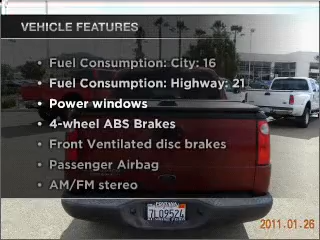 VEHICLE FEATURES
• Fuel Consumption: City: 16
• Fuel Consumption: Highway: 21
• Power windows
• 4-wheel ABS Brakes
• Front Ventilated disc brakes
• Passenger Airbag
• AM/FM stereo
2011.01.26